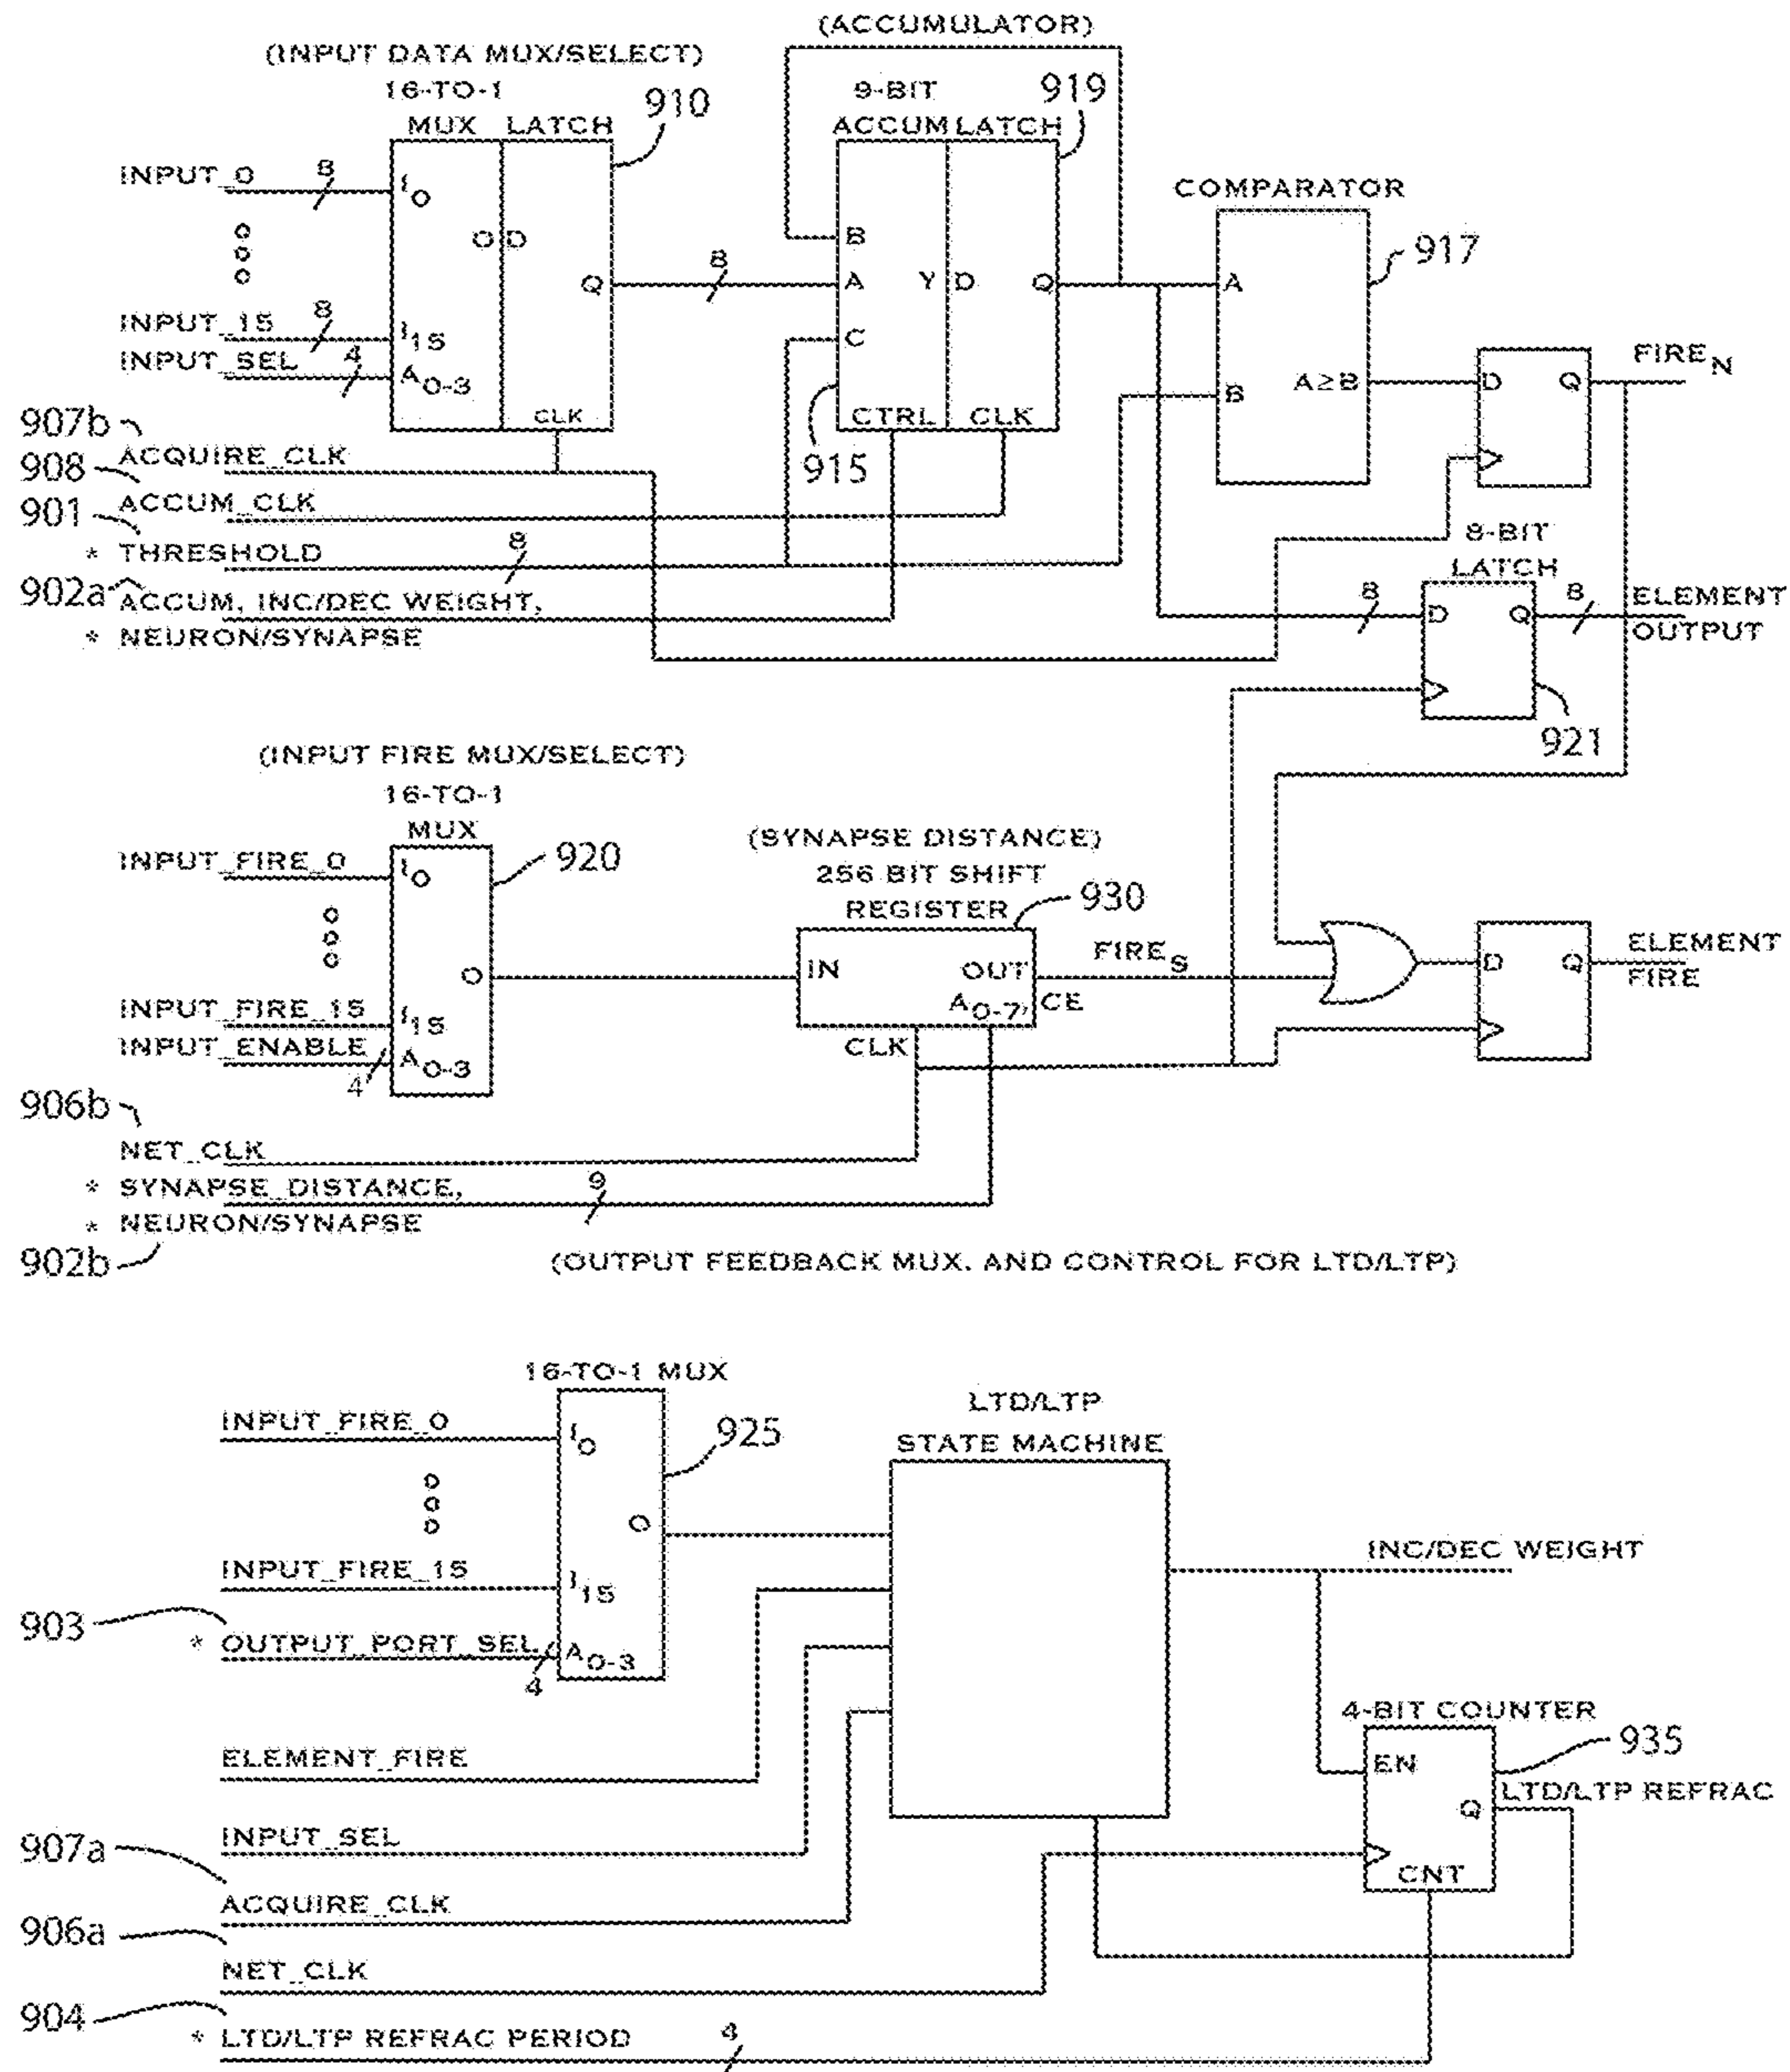 (ACCUMULATOR)
(INPUT DATA MUX/SELECT)
16-TO-1
MUX LATCH
910
9-BIT
ACCUM LATCH
919
INPUT_0
8
I0
O D
Q
8
B
A
C
Y D
Q
COMPARATOR
917
A
B
A≥B
INPUT_15
8
I15
INPUT_SEL
4
A0-3
CLK
CTRL
CLK
915
D Q
FIREN
907b
ACQUIRE_CLK
908
ACCUM_CLK
901
* THRESHOLD
8
902a
ACCUM, INC/DEC WEIGHT,
* NEURON/SYNAPSE
8-BIT
LATCH
8
D Q
8
ELEMENT
OUTPUT
921
(INPUT FIRE MUX/SELECT)
16-TO-1
MUX
920
INPUT_FIRE_0
I0
O
INPUT_FIRE_15
I15
INPUT_ENABLE
4
A0-3
(SYNAPSE DISTANCE)
256 BIT SHIFT
REGISTER
930
IN OUT
A0-7, CE
CLK
FIRES
D Q
ELEMENT
FIRE
906b
NET_CLK
* SYNAPSE_DISTANCE,
9
* NEURON/SYNAPSE
902b
(OUTPUT FEEDBACK MUX. AND CONTROL FOR LTD/LTP)
16-TO-1 MUX
925
INPUT_FIRE_0
I0
O
INPUT_FIRE_15
I15
903
* OUTPUT_PORT_SEL
4
A0-3
LTD/LTP
STATE MACHINE
INC/DEC WEIGHT
ELEMENT_FIRE
4-BIT COUNTER
935
EN
Q
LTD/LTP REFRAC
CNT
INPUT_SEL
907a
ACQUIRE_CLK
906a
NET_CLK
904
* LTD/LTP REFRAC PERIOD
4